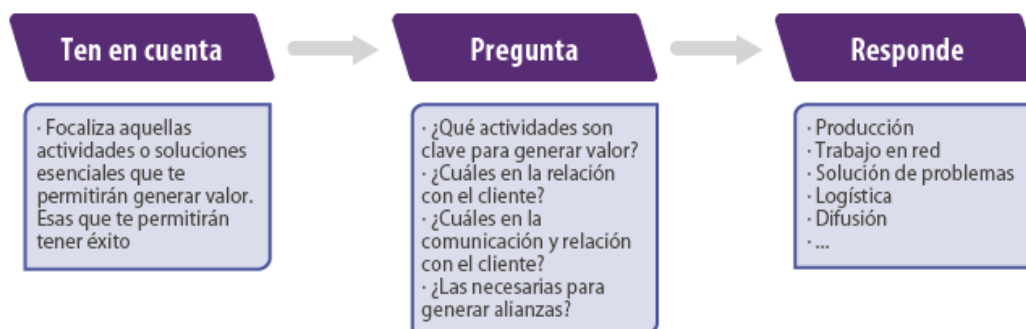 Ten en cuenta
Pregunta
Responde
· Focaliza aquellas
actividades o soluciones
esenciales que te
permitirán generar valor.
Esas que te permitirán
tener éxito
· ¿Qué actividades son
clave para generar valor?
· ¿Cuáles en la relación
con el cliente?
· ¿Cuáles en la
comunicación y relación
con el cliente?
· ¿Las necesarias para
generar alianzas?
· Producción
· Trabajo en red
· Solución de problemas
· Logística
· Difusión
· ...